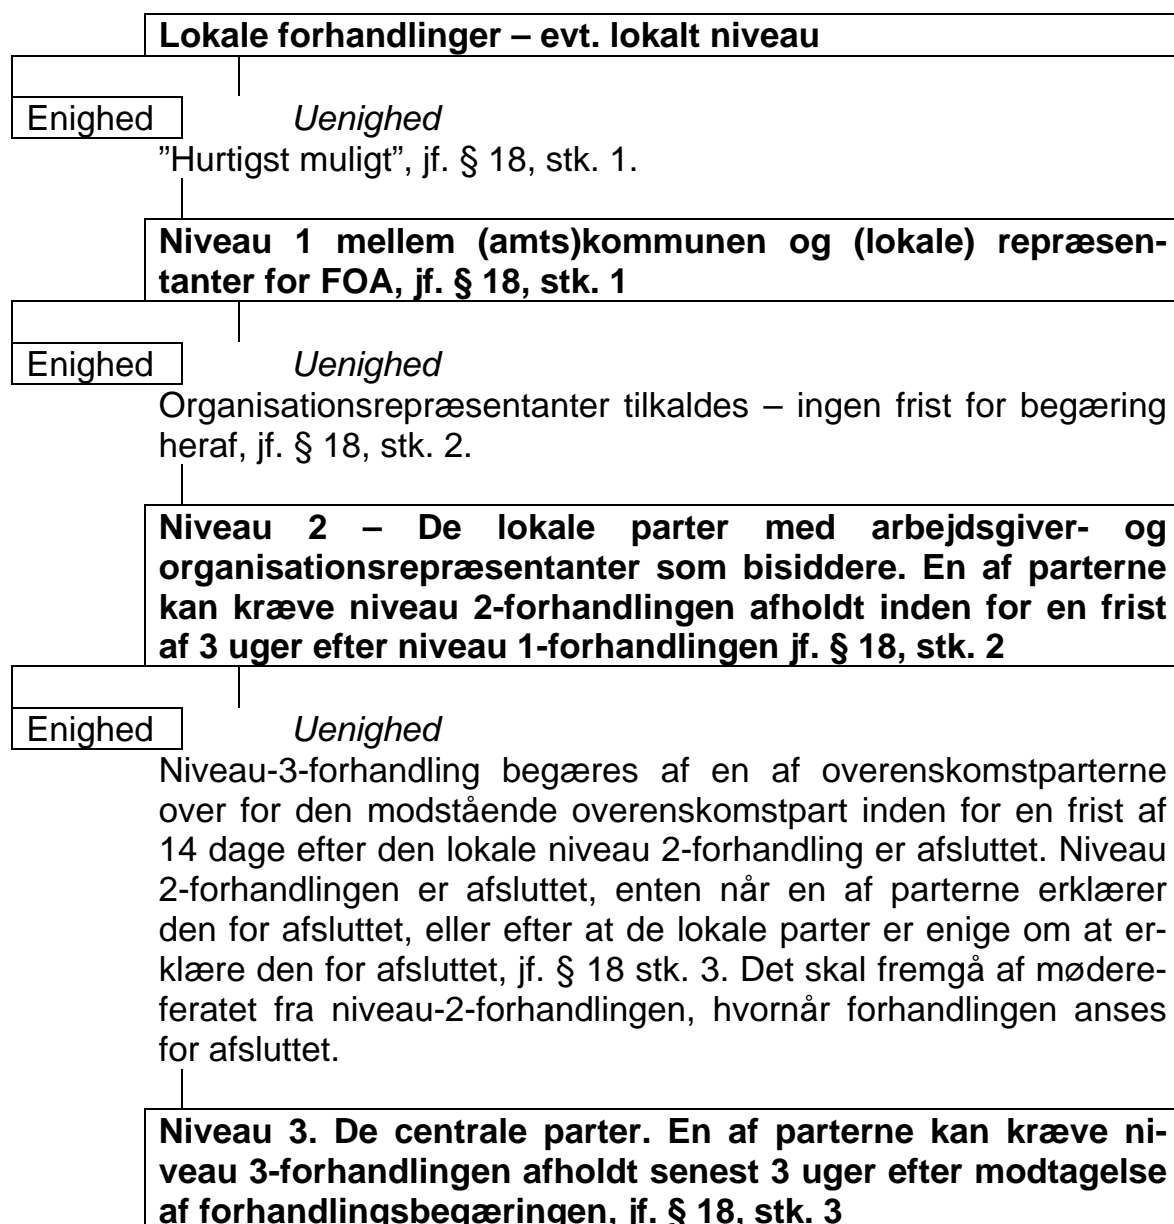 Lokale forhandlinger – evt. lokalt niveau
Enighed Uenighed
”Hurtigst muligt”, jf. § 18, stk. 1.
Niveau 1 mellem (amts)kommunen og (lokale) repræsen-
tanter for FOA, jf. § 18, stk. 1
Enighed Uenighed
Organisationsrepræsentanter tilkaldes – ingen frist for begæring
heraf, jf. § 18, stk. 2.
Niveau 2 – De lokale parter med arbejdsgiver- og
organisationsrepræsentanter som bisiddere. En af parterne
kan kræve niveau 2-forhandlingen afholdt inden for en frist
af 3 uger efter niveau 1-forhandlingen jf. § 18, stk. 2
Enighed Uenighed
Niveau-3-forhandling begæres af en af overenskomstparterne
over for den modstående overenskomstpart inden for en frist af
14 dage efter den lokale niveau 2-forhandling er afsluttet. Niveau
2-forhandlingen er afsluttet, enten når en af parterne erklærer
den for afsluttet, eller efter at de lokale parter er enige om at er-
klære den for afsluttet, jf. § 18 stk. 3. Det skal fremgå af mødere-
feratet fra niveau-2-forhandlingen, hvornår forhandlingen anses
for afsluttet.
Niveau 3. De centrale parter. En af parterne kan kræve ni-
veau 3-forhandlingen afholdt senest 3 uger efter modtagelse
af forhandlingsbegæringen, jf. § 18, stk. 3